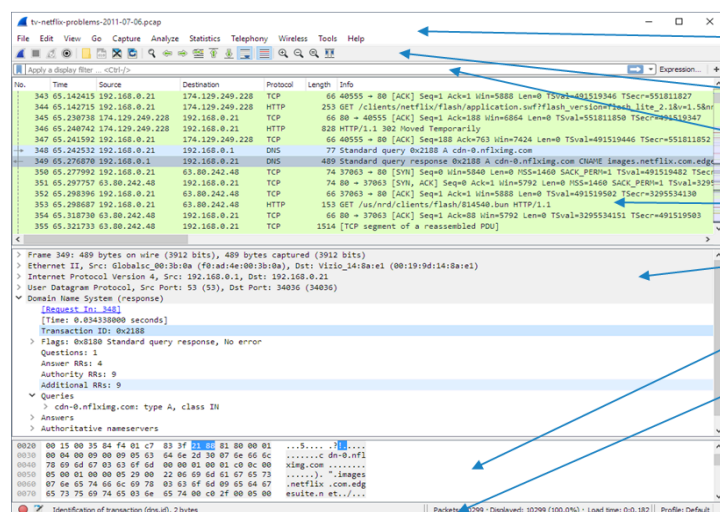 tv-netflix-problems-2011-07-06.pcap
File Edit View Go Capture Analyze Statistics Telephony Wireless Tools Help
Apply a display filter ... <Ctrl-/> Expression... +
No. Time Source Destination Protocol Length Info
343 65.142415 192.168.0.21 174.129.249.228 TCP 66 40555 → 80 [ACK] Seq=1 Ack=1 Win=5888 Len=0 TSval=491519346 TSecr=551811827
344 65.142715 192.168.0.21 174.129.249.228 HTTP 253 GET /clients/netflix/flash/application.swf?flash_version=flash_lite_2.1&v=1.5&nr
345 65.230738 174.129.249.228 192.168.0.21 TCP 66 80 → 40555 [ACK] Seq=1 Ack=188 Win=6864 Len=0 TSval=551811850 TSecr=491519347
346 65.240742 174.129.249.228 192.168.0.21 HTTP 828 HTTP/1.1 302 Moved Temporarily
347 65.241592 192.168.0.21 174.129.249.228 TCP 66 40555 → 80 [ACK] Seq=188 Ack=763 Win=7424 Len=0 TSval=491519446 TSecr=551811852
348 65.242532 192.168.0.21 192.168.0.1 DNS 77 Standard query 0x2188 A cdn-0.nflximg.com
349 65.276870 192.168.0.1 192.168.0.21 DNS 489 Standard query response 0x2188 A cdn-0.nflximg.com CNAME images.netflix.com.edge
350 65.277992 192.168.0.21 63.80.242.48 TCP 74 37063 → 80 [SYN] Seq=0 Win=5840 Len=0 MSS=1460 SACK_PERM=1 TSval=491519482 TSecr
351 65.297757 63.80.242.48 192.168.0.21 TCP 74 80 → 37063 [SYN, ACK] Seq=0 Ack=1 Win=5792 Len=0 MSS=1460 SACK_PERM=1 TSval=3295
352 65.298396 192.168.0.21 63.80.242.48 TCP 66 37063 → 80 [ACK] Seq=1 Ack=1 Win=5888 Len=0 TSval=491519502 TSecr=3295534130
353 65.298687 192.168.0.21 63.80.242.48 HTTP 153 GET /us/nrd/clients/flash/814540.bun HTTP/1.1
354 65.318730 63.80.242.48 192.168.0.21 TCP 66 80 → 37063 [ACK] Seq=1 Ack=88 Win=5792 Len=0 TSval=3295534151 TSecr=491519503
355 65.321733 63.80.242.48 192.168.0.21 TCP 1514 [TCP segment of a reassembled PDU]
Frame 349: 489 bytes on wire (3912 bits), 489 bytes captured (3912 bits)
Ethernet II, Src: Globalsc_00:3b:0a (f0:ad:4e:00:3b:0a), Dst: Vizio_14:8a:e1 (00:19:9d:14:8a:e1)
Internet Protocol Version 4, Src: 192.168.0.1, Dst: 192.168.0.21
User Datagram Protocol, Src Port: 53 (53), Dst Port: 34036 (34036)
Domain Name System (response)
[Request In: 348]
[Time: 0.034338000 seconds]
Transaction ID: 0x2188
Flags: 0x8180 Standard query response, No error
Questions: 1
Answer RRs: 4
Authority RRs: 9
Additional RRs: 9
Queries
cdn-0.nflximg.com: type A, class IN
Answers
Authoritative nameservers
0020 00 15 00 35 84 f4 01 c7 83 3f 21 88 81 80 00 01 ...5.... .?!.....
0030 00 04 00 09 00 09 05 63 64 6e 2d 30 07 6e 66 6c .......c dn-0.nfl
0040 78 69 6d 67 03 63 6f 6d 00 00 01 00 01 c0 0c 00 ximg.com ........
0050 05 00 01 00 00 05 29 00 22 06 69 6d 61 67 65 73 ......). ".images
0060 07 6e 65 74 66 6c 69 78 03 63 6f 6d 09 65 64 67 .netflix .com.edg
0070 65 73 75 69 74 65 03 6e 65 74 00 c0 2f 00 05 00 esuite.n et../...
Identification of transaction (dns.id), 2 bytes Packets: 10299 · Displayed: 10299 (100.0%) · Load time: 0:0.182 Profile: Default